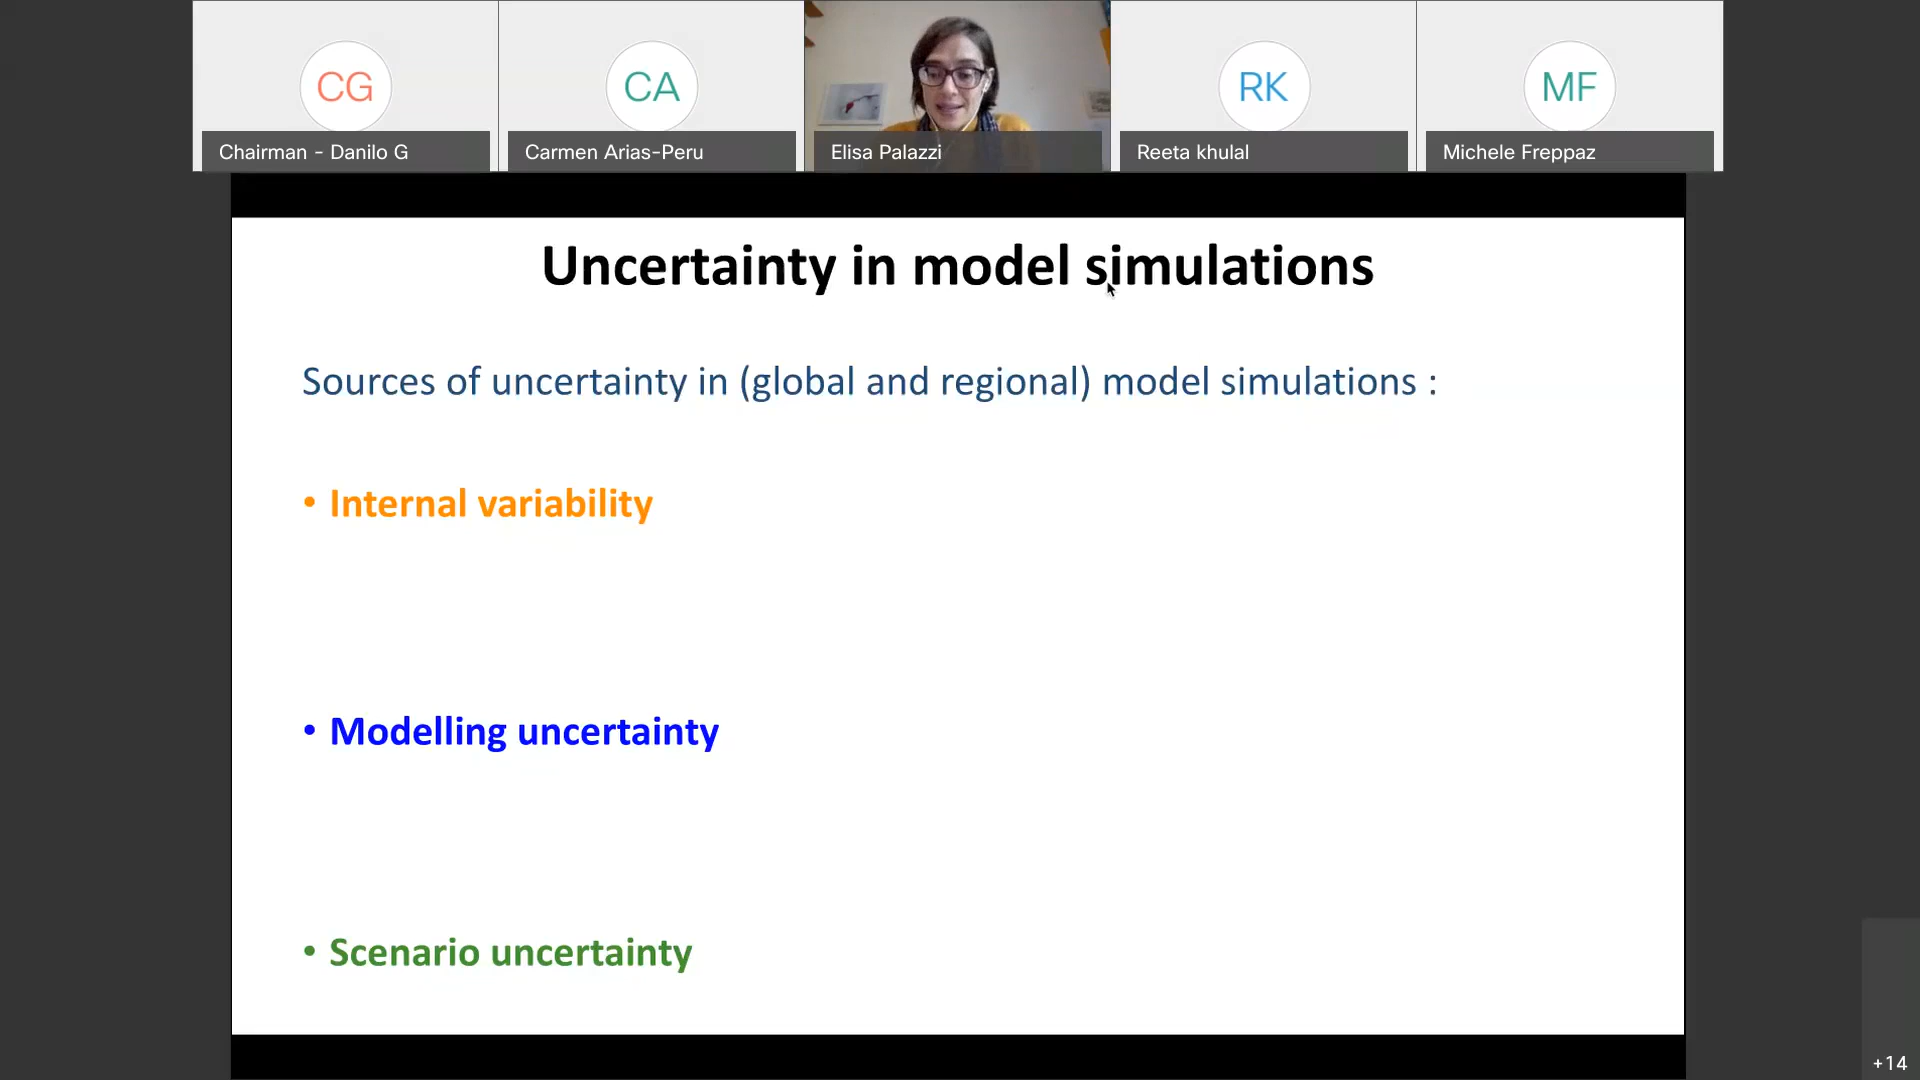 CG
Chairman - Danilo G
CA
Carmen Arias-Peru
Elisa Palazzi
RK
Reeta khulal
MF
Michele Freppaz
Uncertainty in model simulations
Sources of uncertainty in (global and regional) model simulations :
• Internal variability
• Modelling uncertainty
• Scenario uncertainty
+14